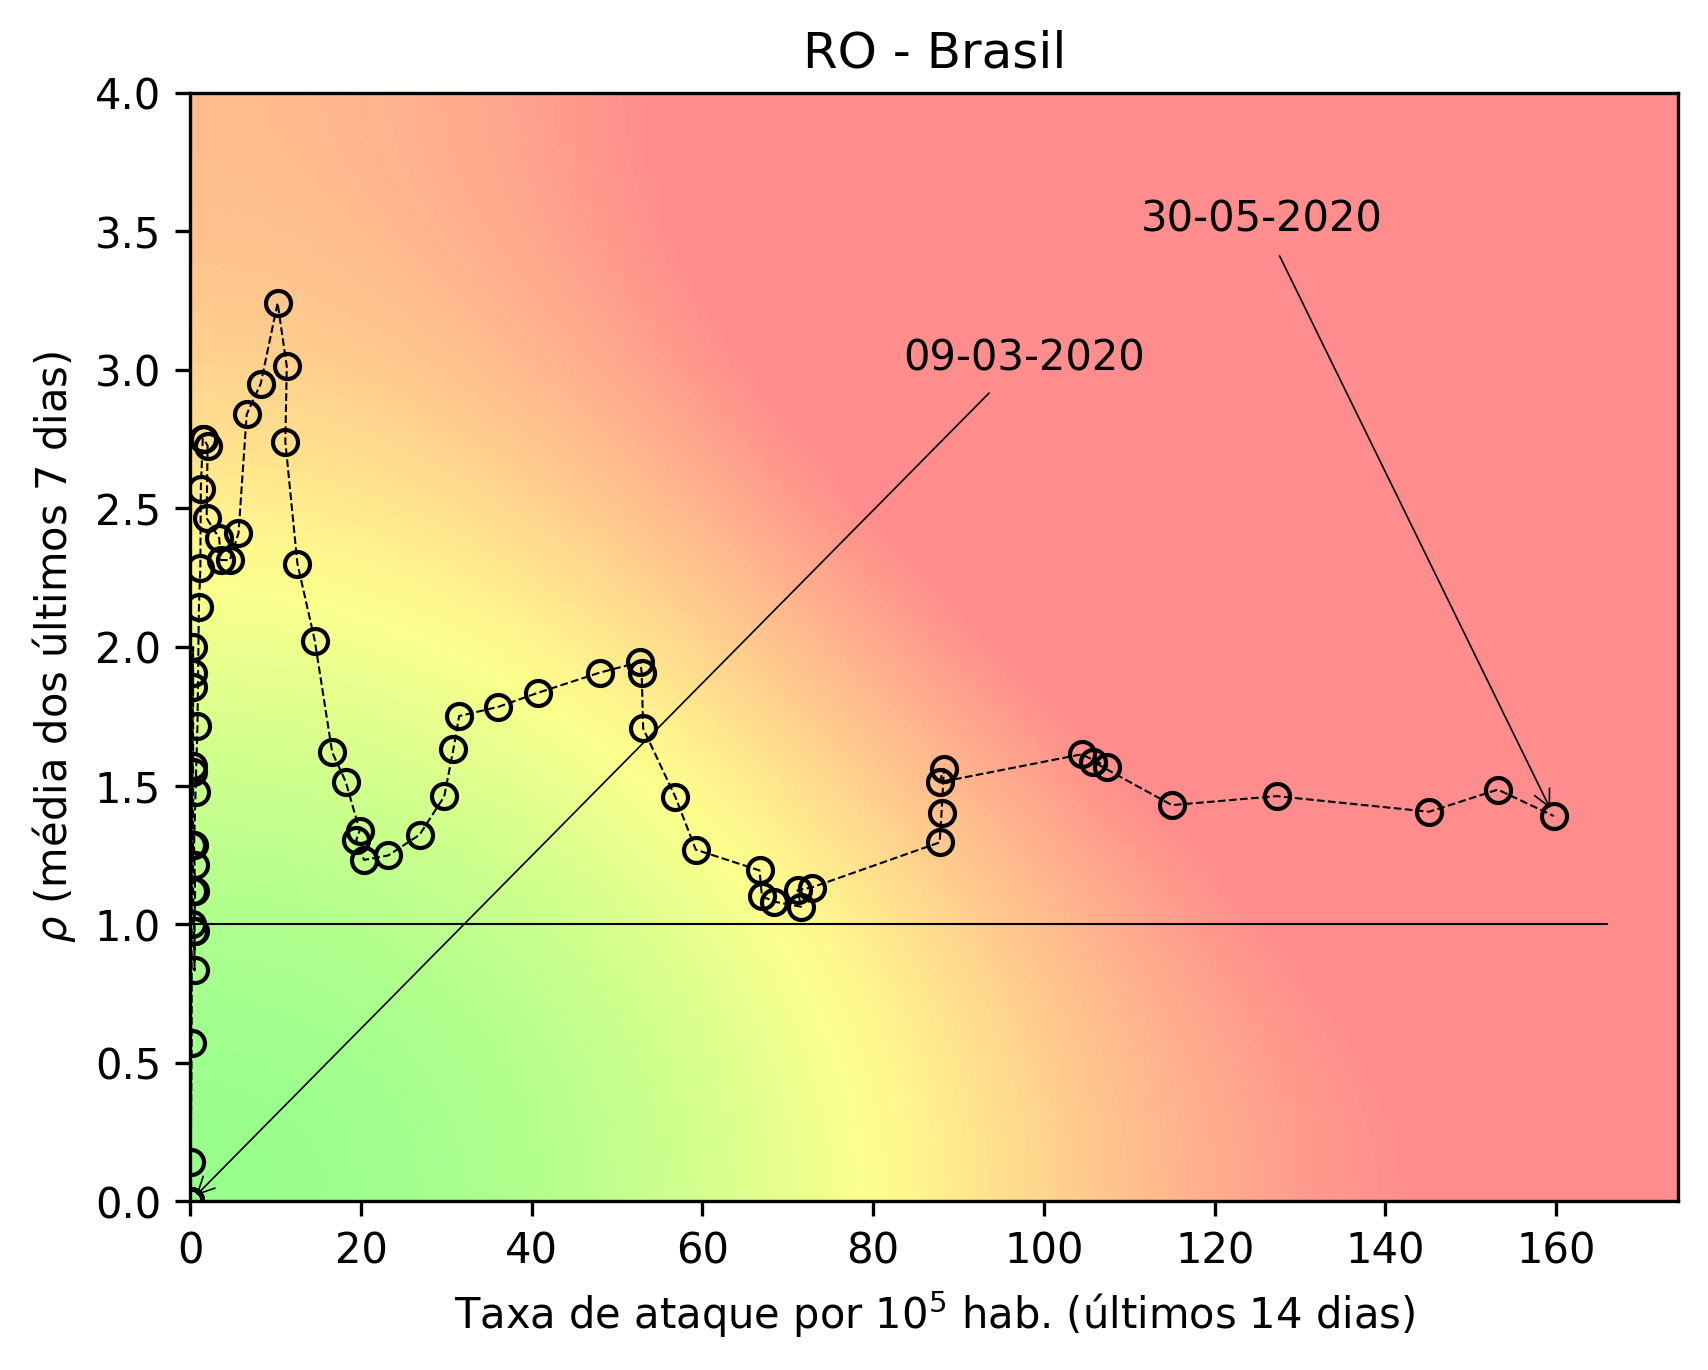 RO - Brasil
4.0
3.5
3.0
2.5
2.0
1.5
1.0
0.5
0.0
ρ (média dos últimos 7 dias)
30-05-2020
09-03-2020
0 20 40 60 80 100 120 140 160
Taxa de ataque por 10⁵ hab. (últimos 14 dias)